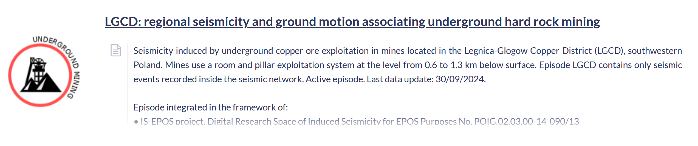 LGCD: regional seismicity and ground motion associating underground hard rock mining
UNDERGROUND MINING
Seismicity induced by underground copper ore exploitation in mines located in the Legnica-Glogow Copper District (LGCD), southwestern
Poland. Mines use a room and pillar exploitation system at the level from 0.6 to 1.3 km below surface. Episode LGCD contains only seismic
events recorded inside the seismic network. Active episode. Last data update: 30/09/2024.
Episode integrated in the framework of:
• IS-EPOS project, Digital Research Space of Induced Seismicity for EPOS Purposes No. POIG.02.03.00-14-090/13